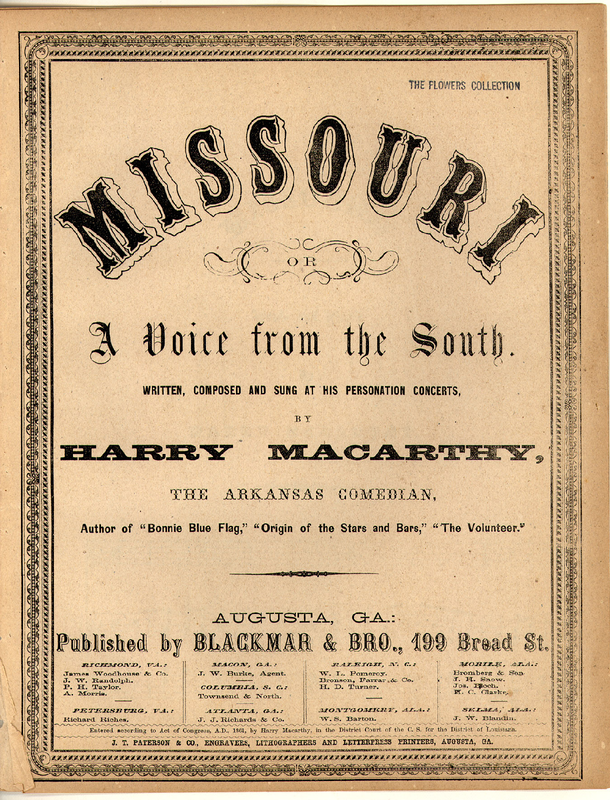 THE FLOWERS COLLECTION
MISSOURI
OR
A Voice from the South.
WRITTEN, COMPOSED AND SUNG AT HIS PERSONATION CONCERTS,
BY
HARRY MACARTHY,
THE ARKANSAS COMEDIAN,
Author of "Bonnie Blue Flag," "Origin of the Stars and Bars," "The Volunteer."
AUGUSTA, GA.:
Published by BLACKMAR & BRO., 199 Broad St.
RICHMOND, VA.:
James Woodhouse & Co.
J. W. Randolph.
P. H. Taylor.
A. Morris.
PETERSBURG, VA.:
Richard Riches.
MACON, GA.:
J. W. Burke, Agent.
COLUMBIA, S. C.:
Townsend & North.
ATLANTA, GA.:
J. J. Richards & Co.
RALEIGH, N. C.:
W. L. Pomeroy.
Branson, Farrar & Co.
H. D. Turner.
MONTGOMERY, ALA.:
W. S. Barton.
MOBILE, ALA.:
Bromberg & Son
J. H. Snow.
Jos. Bloch.
H. C. Clarke.
SELMA, ALA.:
J. W. Blandin.
Entered according to Act of Congress, A.D. 1861, by Harry Macarthy, in the District Court of the C. S. for the District of Louisiana.
J. T. PATERSON & CO., ENGRAVERS, LITHOGRAPHERS AND LETTERPRESS PRINTERS, AUGUSTA, GA.